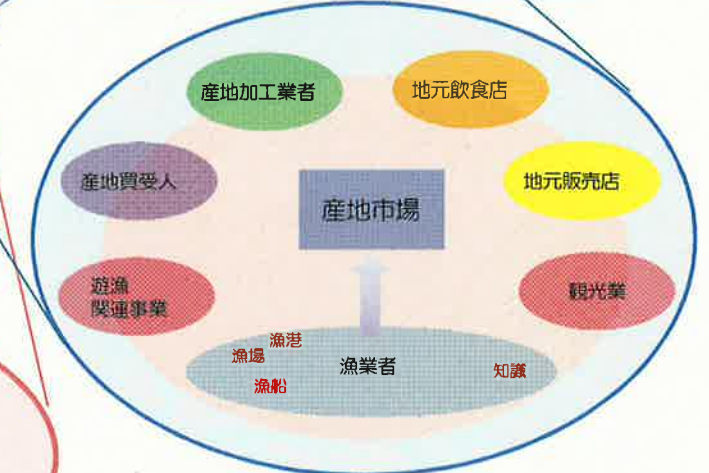 産地加工業者
地元飲食店
産地買受人
地元販売店
産地市場
遊漁
関連事業
観光業
漁港
漁場
漁業者
知識
漁船